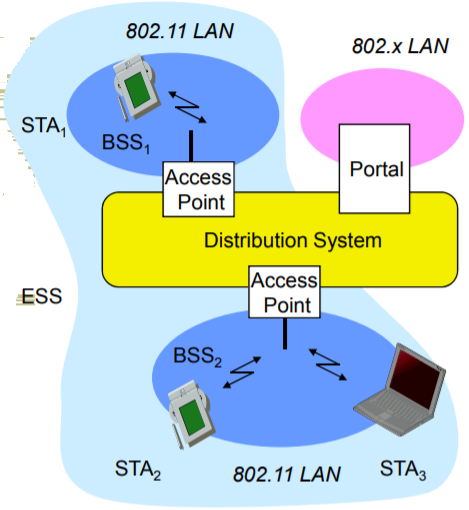 802.11 LAN
802.x LAN
STA₁
BSS₁
Access
Point
Portal
Distribution System
ESS
Access
Point
BSS₂
STA₂
802.11 LAN
STA₃